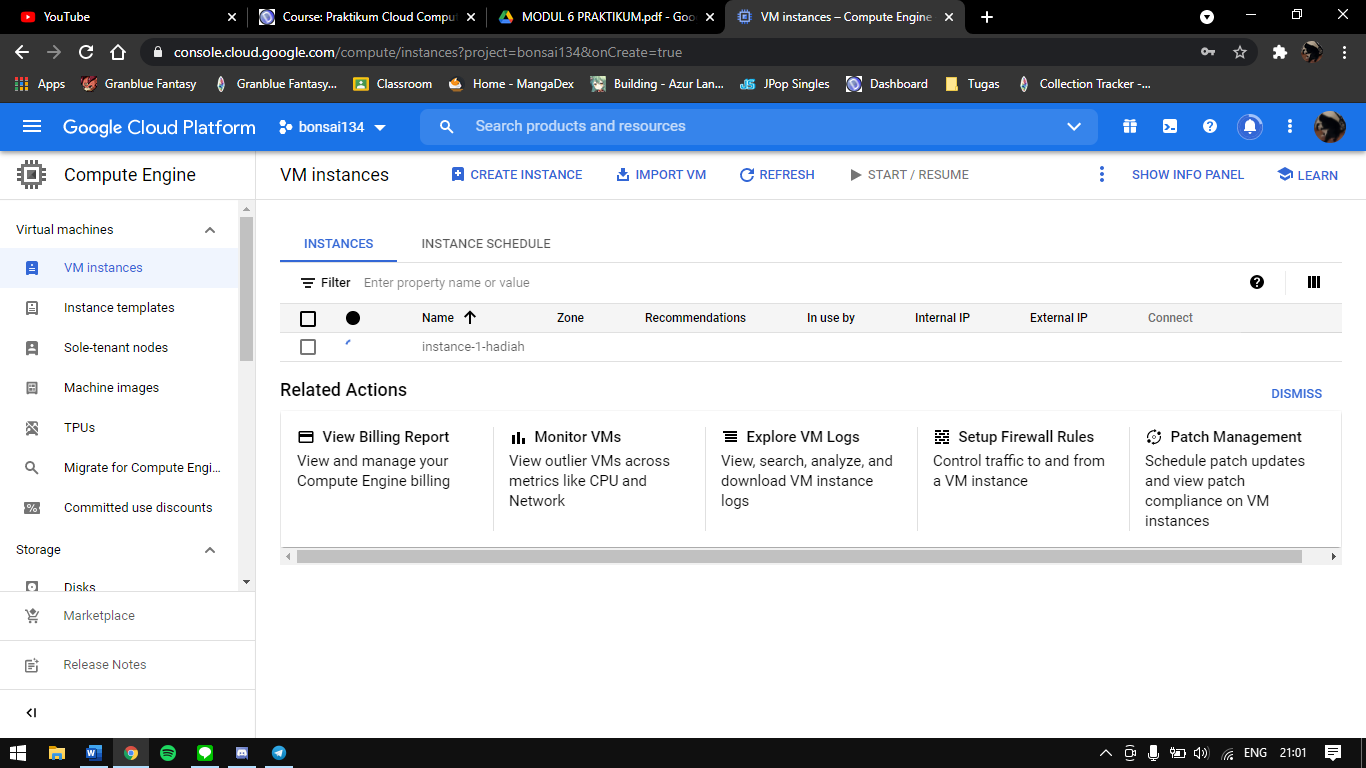 YouTube
Course: Praktikum Cloud Comput
MODUL 6 PRAKTIKUM.pdf - Goo
VM instances – Compute Engine
console.cloud.google.com/compute/instances?project=bonsai134&onCreate=true
Apps
Granblue Fantasy
Granblue Fantasy...
Classroom
Home - MangaDex
Building - Azur Lan...
JPop Singles
Dashboard
Tugas
Collection Tracker -...
Google Cloud Platform
bonsai134
Search products and resources
Compute Engine
VM instances
CREATE INSTANCE
IMPORT VM
REFRESH
START / RESUME
SHOW INFO PANEL
LEARN
Virtual machines
VM instances
Instance templates
Sole-tenant nodes
Machine images
TPUs
Migrate for Compute Engi...
Committed use discounts
Storage
Disks
Marketplace
Release Notes
INSTANCES
INSTANCE SCHEDULE
Filter
Enter property name or value
Name
Zone
Recommendations
In use by
Internal IP
External IP
Connect
instance-1-hadiah
Related Actions
DISMISS
View Billing Report
View and manage your
Compute Engine billing
Monitor VMs
View outlier VMs across
metrics like CPU and
Network
Explore VM Logs
View, search, analyze, and
download VM instance
logs
Setup Firewall Rules
Control traffic to and from
a VM instance
Patch Management
Schedule patch updates
and view patch
compliance on VM
instances
ENG
21:01